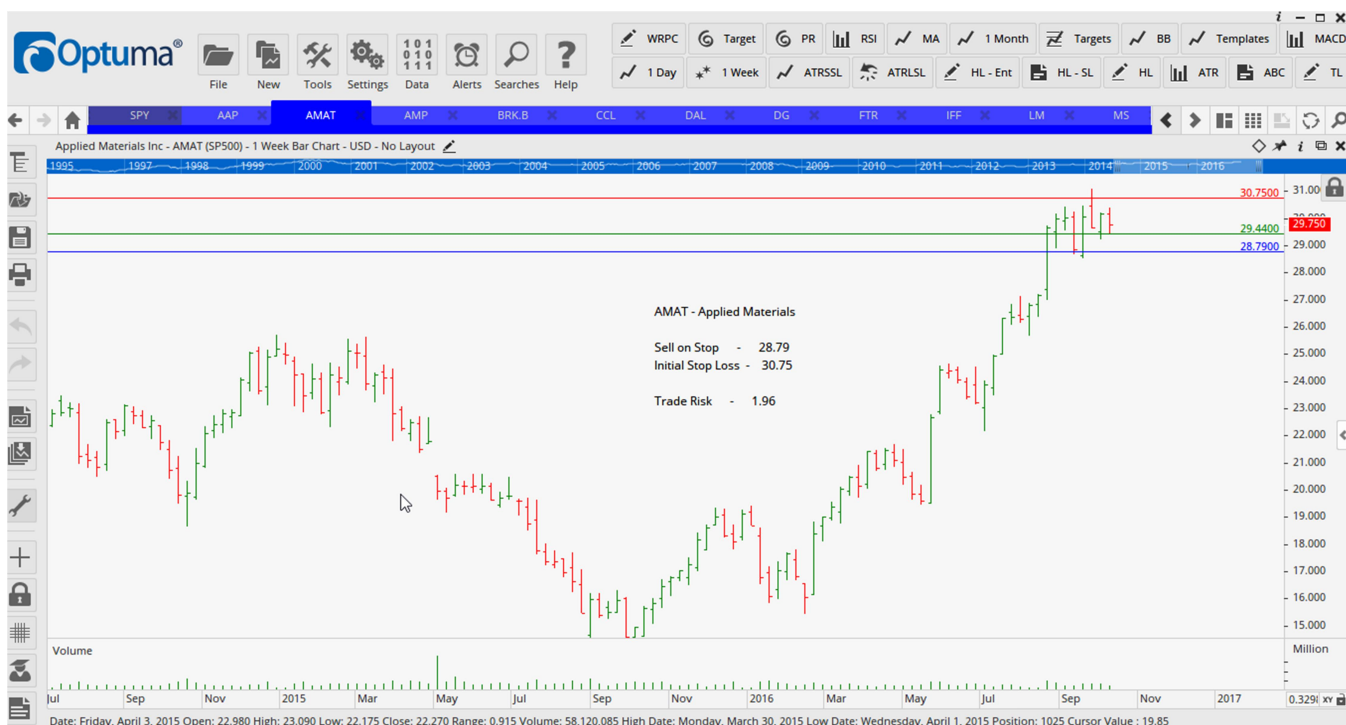 Optuma®
File New Tools Settings Data Alerts Searches Help
WRPC Target PR RSI MA 1 Month Targets BB Templates MACD
1 Day 1 Week ATRSSL ATRLSL HL - Ent HL - SL HL ATR ABC TL
SPY AAP AMAT AMP BRK.B CCL DAL DG FTR IFF LM MS
Applied Materials Inc - AMAT (SP500) - 1 Week Bar Chart - USD - No Layout
1995 1997 1998 1999 2000 2001 2002 2003 2004 2005 2006 2007 2008 2009 2010 2011 2012 2013 2014 2015 2016
30.7500
31.00
29.750
29.4400
28.7900
29.000
28.000
27.000
26.000
25.000
24.000
23.000
22.000
21.000
20.000
19.000
18.000
17.000
16.000
15.000
AMAT - Applied Materials
Sell on Stop - 28.79
Initial Stop Loss - 30.75
Trade Risk - 1.96
Volume
Million
Jul Sep Nov 2015 Mar May Jul Sep Nov 2016 Mar May Jul Sep Nov 2017
XY
Date: Friday, April 3, 2015 Open: 22.980 High: 23.090 Low: 22.175 Close: 22.270 Range: 0.915 Volume: 58,120,085 High Date: Monday, March 30, 2015 Low Date: Wednesday, April 1, 2015 Position: 1025 Cursor Value : 19.85